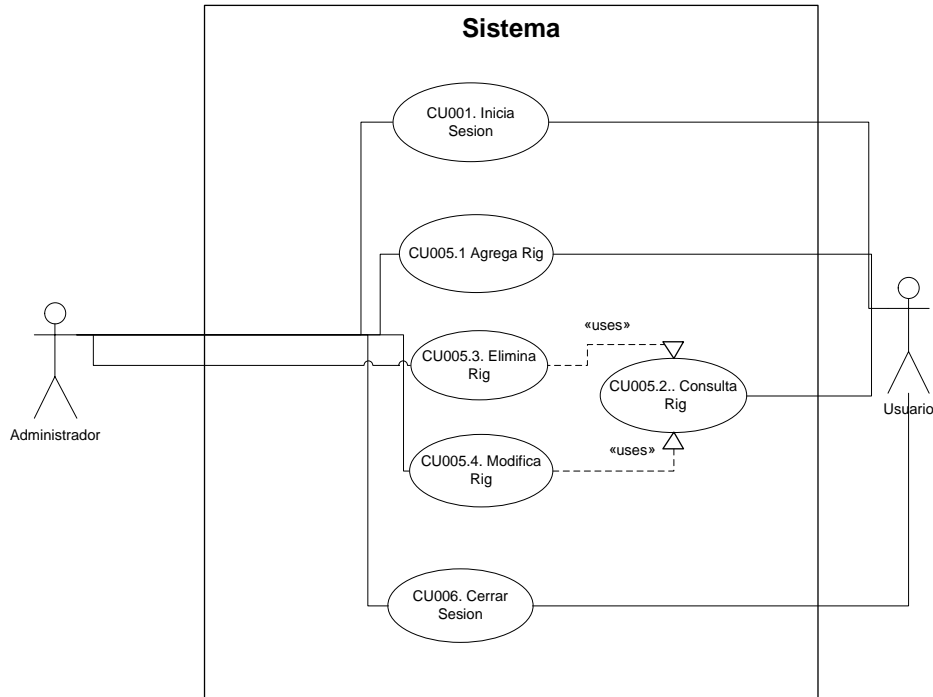 Sistema
CU001. Inicia
Sesion
CU005.1 Agrega Rig
«uses»
CU005.3. Elimina
Rig
CU005.2.. Consulta
Rig
Administrador
Usuario
«uses»
CU005.4. Modifica
Rig
CU006. Cerrar
Sesion